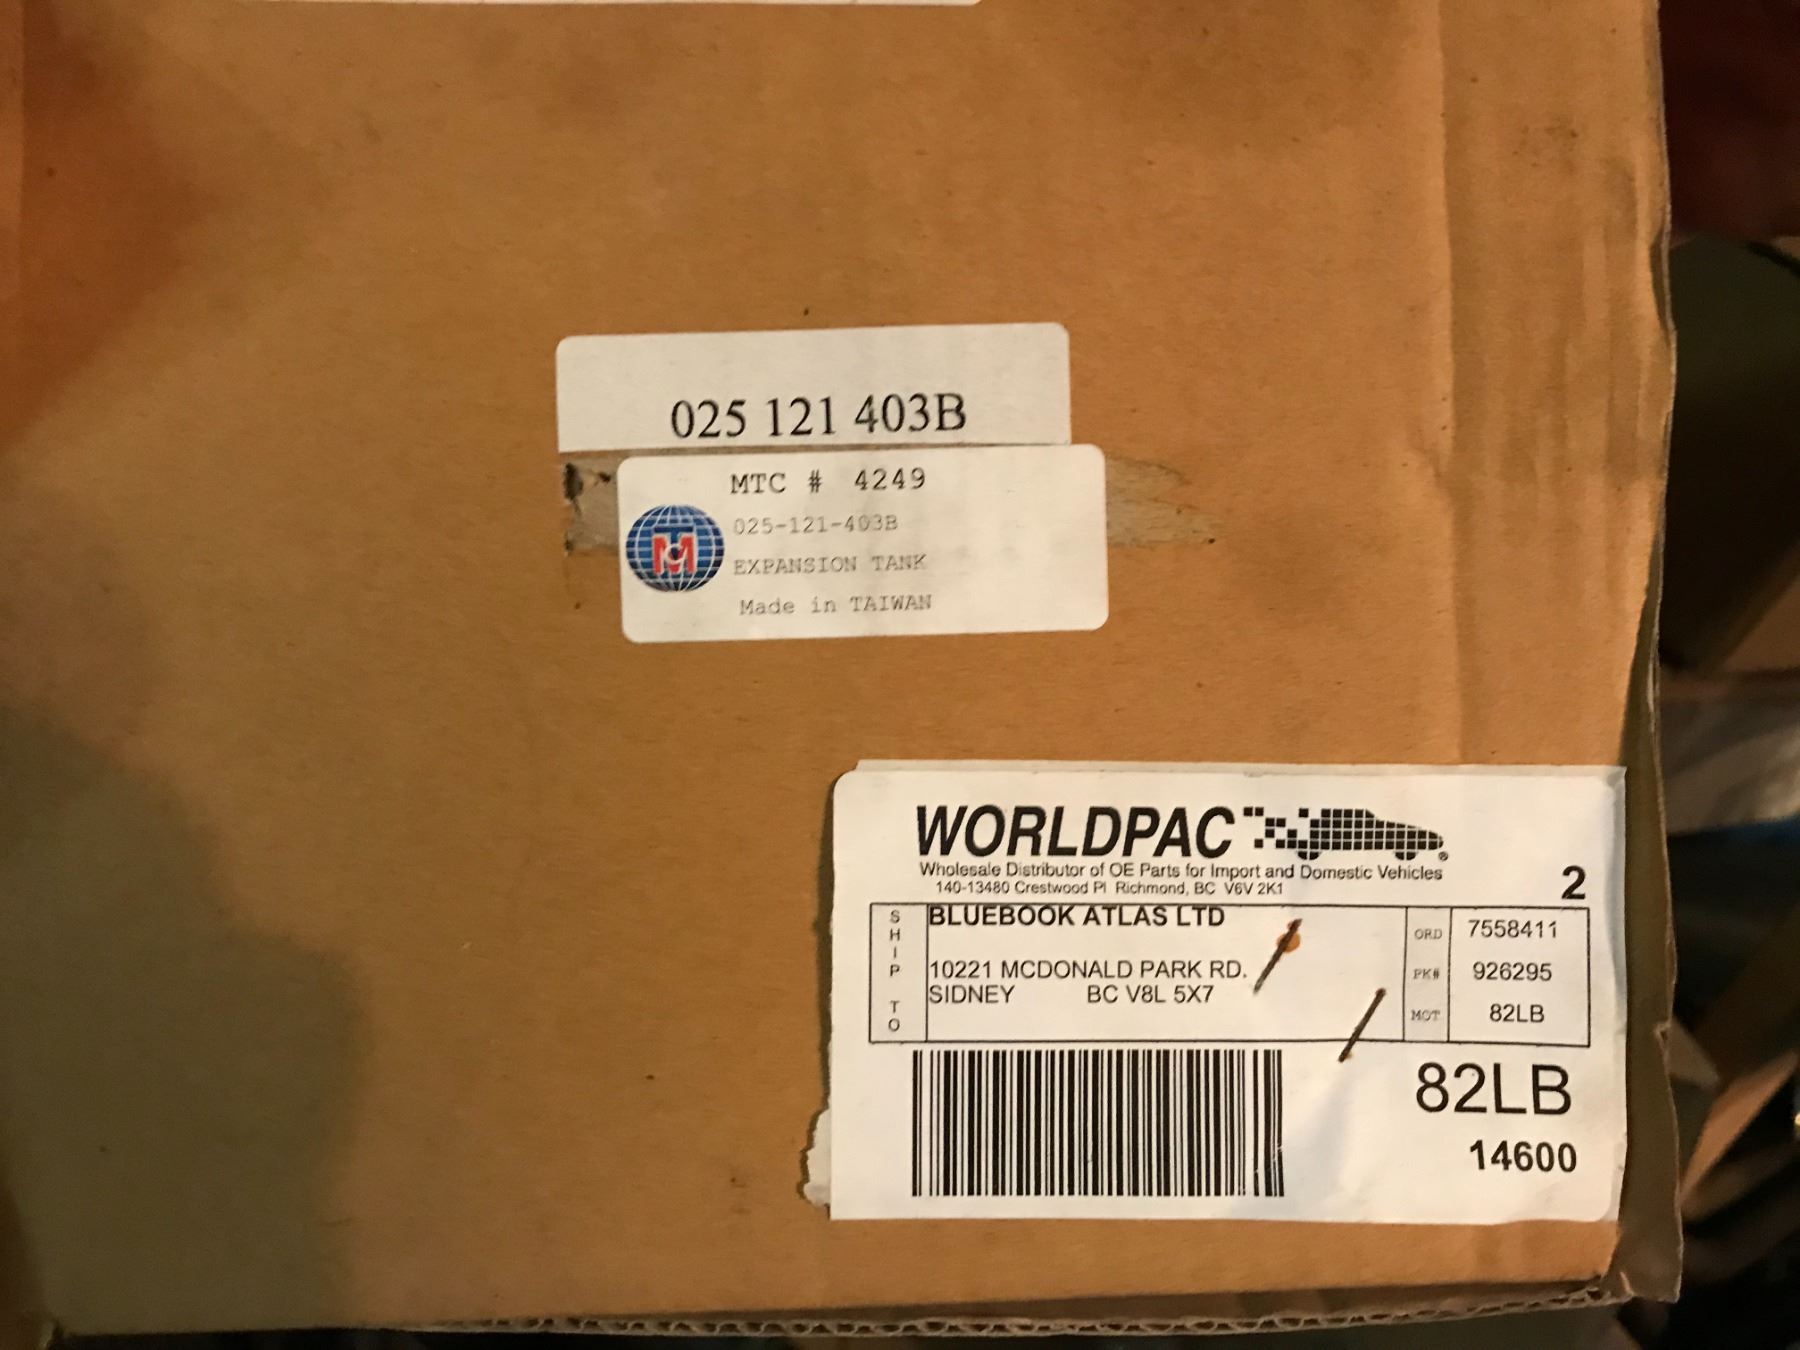 025 121 403B
MTC # 4249
025-121-403B
EXPANSION TANK
Made in TAIWAN
MTC
WORLDPAC
Wholesale Distributor of OE Parts for Import and Domestic Vehicles
140-13480 Crestwood Pl Richmond, BC V6V 2K1
2
SHIP TO
BLUEBOOK ATLAS LTD
10221 MCDONALD PARK RD.
SIDNEY BC V8L 5X7
ORD 7558411
PK# 926295
MOT 82LB
82LB
14600